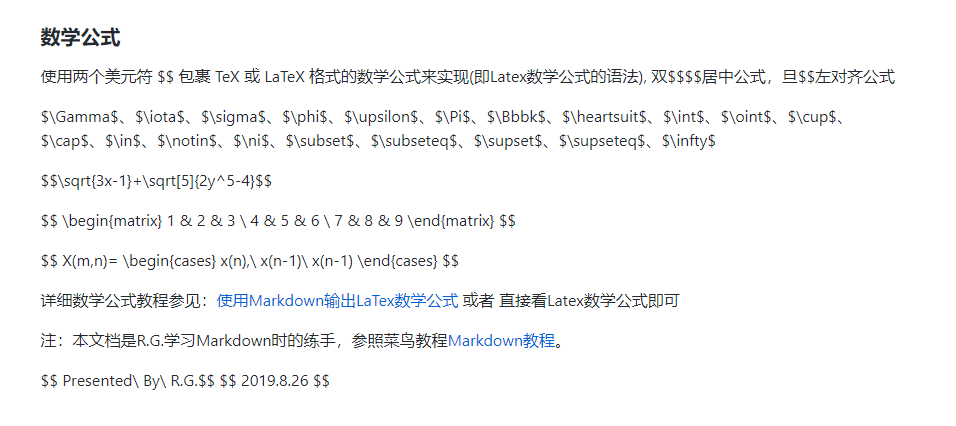 数学公式
使用两个美元符 $$ 包裹 TeX 或 LaTeX 格式的数学公式来实现(即Latex数学公式的语法), 双$$$$居中公式，旦$$左对齐公式
$\Gamma$、$\iota$、$\sigma$、$\phi$、$\upsilon$、$\Pi$、$\Bbbk$、$\heartsuit$、$\int$、$\oint$、$\cup$、
$\cap$、$\in$、$\notin$、$\ni$、$\subset$、$\subseteq$、$\supset$、$\supseteq$、$\infty$
$$\sqrt{3x-1}+\sqrt[5]{2y^5-4}$$
$$ \begin{matrix} 1 & 2 & 3 \ 4 & 5 & 6 \ 7 & 8 & 9 \end{matrix} $$
$$ X(m,n)= \begin{cases} x(n),\ x(n-1)\ x(n-1) \end{cases} $$
详细数学公式教程参见：使用Markdown输出LaTex数学公式 或者 直接看Latex数学公式即可
注：本文档是R.G.学习Markdown时的练手，参照菜鸟教程Markdown教程。
$$ Presented\ By\ R.G.$$ $$ 2019.8.26 $$